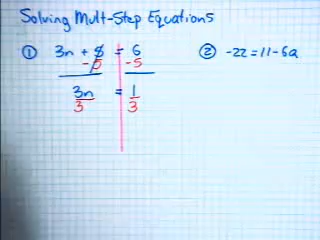 Solving Mult-Step Equations
① 3n + 5 = 6
-5 -5
3n = 1
3 3
② -22 = 11 - 6a